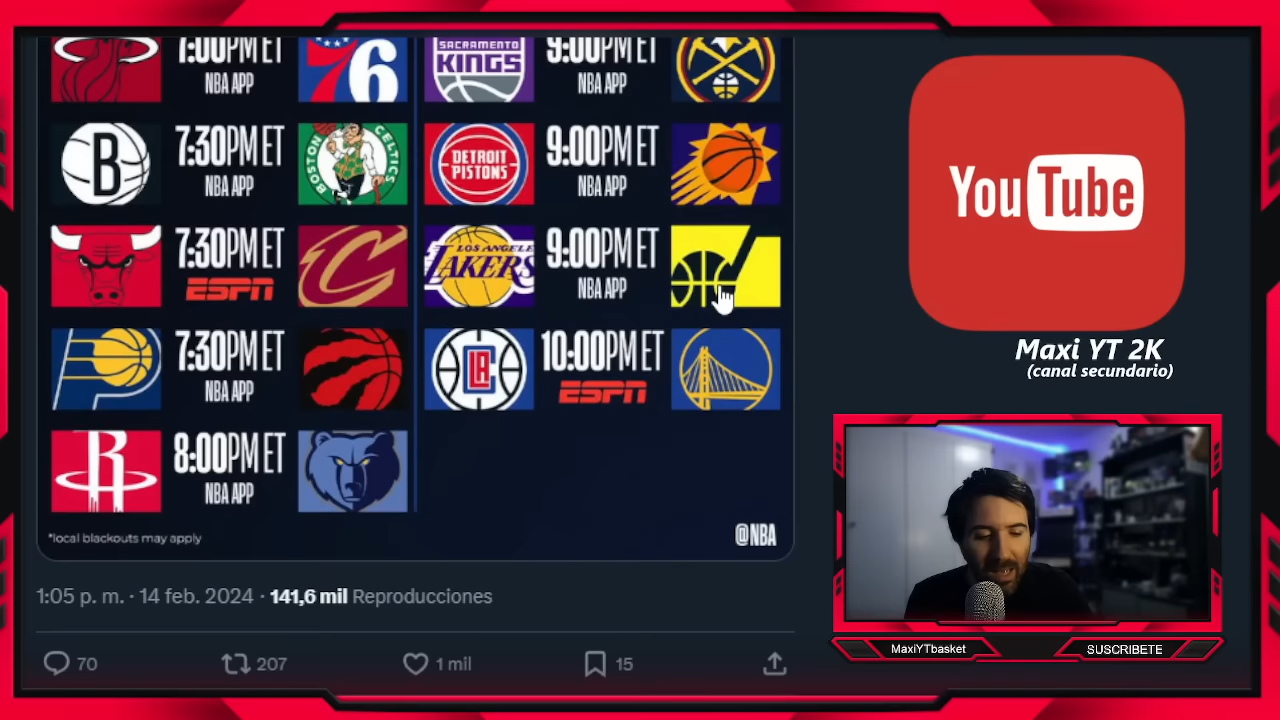 7:00PM ET
NBA APP
76
7:30PM ET
NBA APP
B
BOSTON CELTICS
7:30PM ET
ESPN
C
7:30PM ET
NBA APP
R
8:00PM ET
NBA APP
SACRAMENTO
KINGS
9:00PM ET
NBA APP
DETROIT
PISTONS
9:00PM ET
NBA APP
LOS ANGELES
LAKERS
9:00PM ET
NBA APP
LA
10:00PM ET
ESPN
*local blackouts may apply
@NBA
1:05 p. m. · 14 feb. 2024 · 141,6 mil Reproducciones
70
207
1 mil
15
YouTube
Maxi YT 2K
(canal secundario)
MaxiYTbasket
SUSCRIBETE